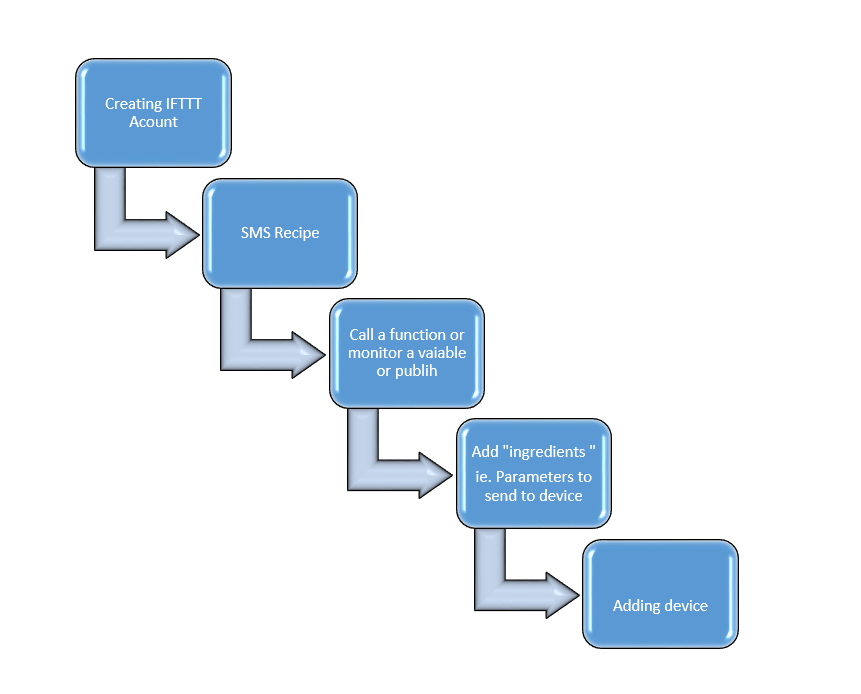 Creating IFTTT
Acount
SMS Recipe
Call a function or
monitor a vaiable
or publih
Add "ingredients "
ie. Parameters to
send to device
Adding device